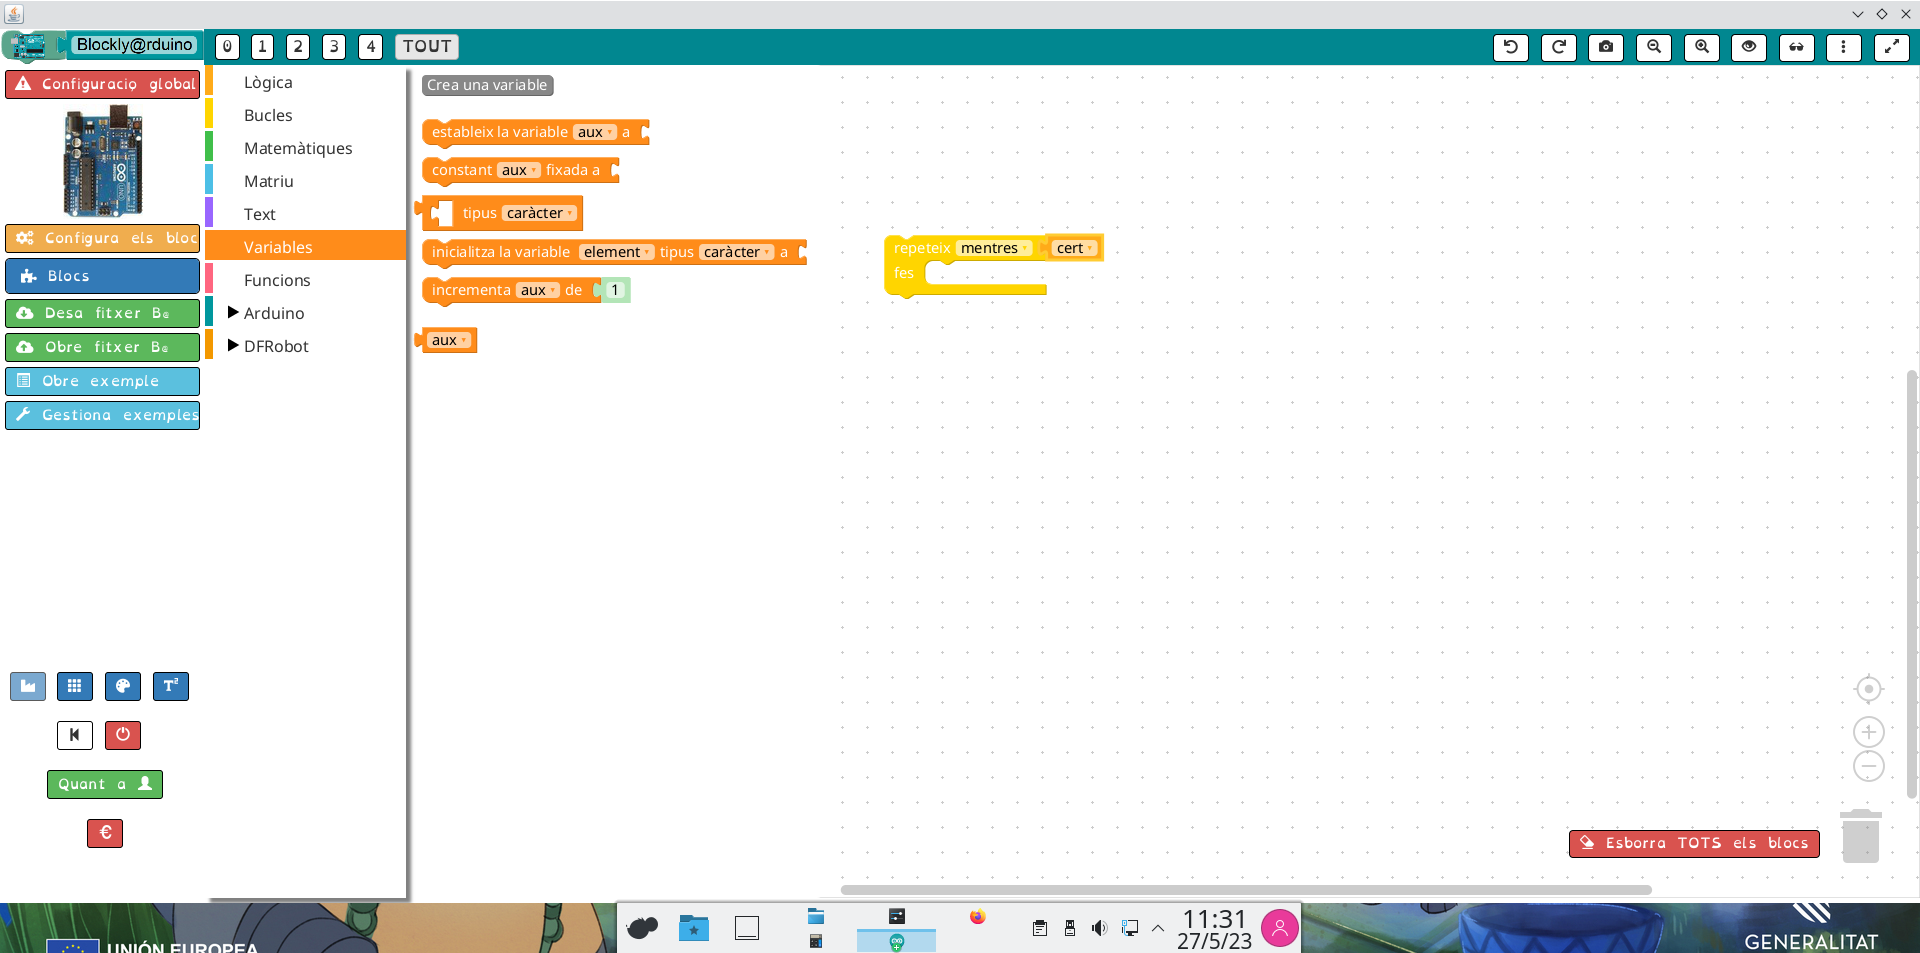 Blockly@rduino
0 1 2 3 4 TOUT
Configuració global
Configura els bloc
Blocs
Desa fitxer B@
Obre fitxer B@
Obre exemple
Gestiona exemples
Quant a
€
T²
Lògica
Bucles
Matemàtiques
Matriu
Text
Variables
Funcions
Arduino
DFRobot
Crea una variable
estableix la variable aux a
constant aux fixada a
tipus caràcter
inicialitza la variable element tipus caràcter a
incrementa aux de 1
aux
repeteix mentres cert
fes
Esborra TOTS els blocs
11:31
27/5/23
UNIÓN EUROPEA
GENERALITAT